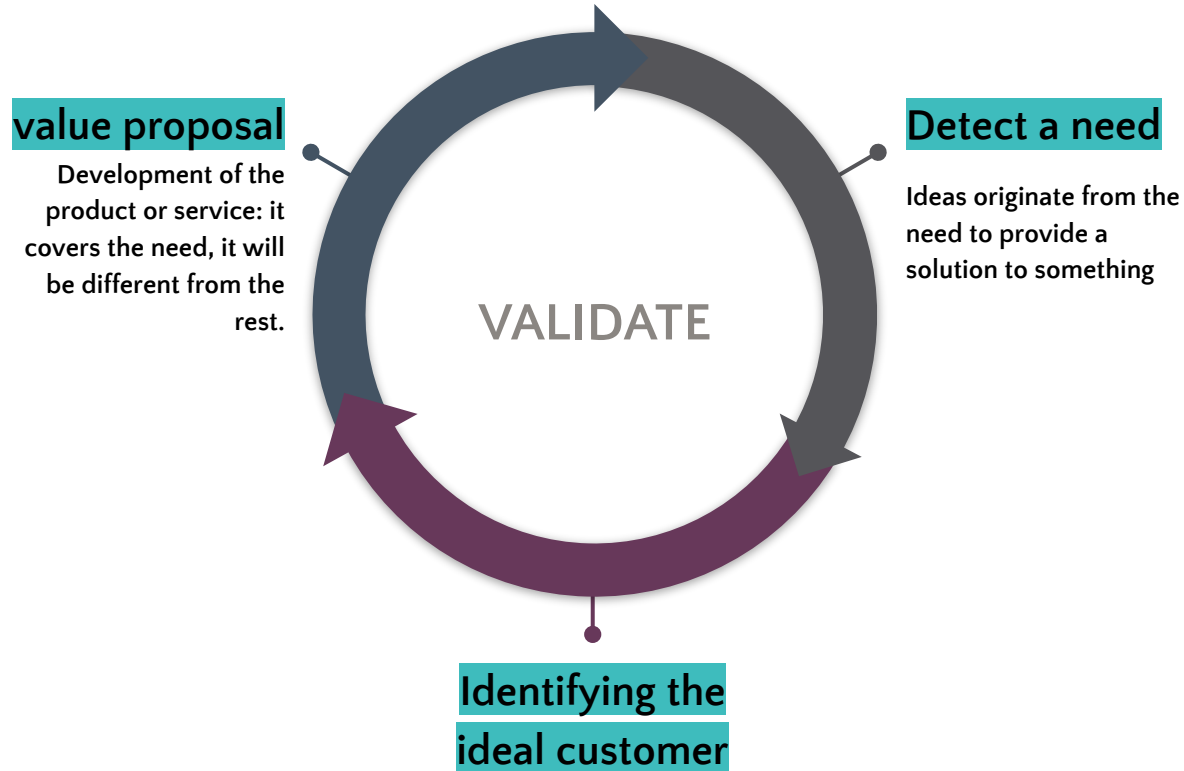 value proposal
Development of the
product or service: it
covers the need, it will
be different from the
rest.
VALIDATE
Detect a need
Ideas originate from the
need to provide a
solution to something
Identifying the
ideal customer